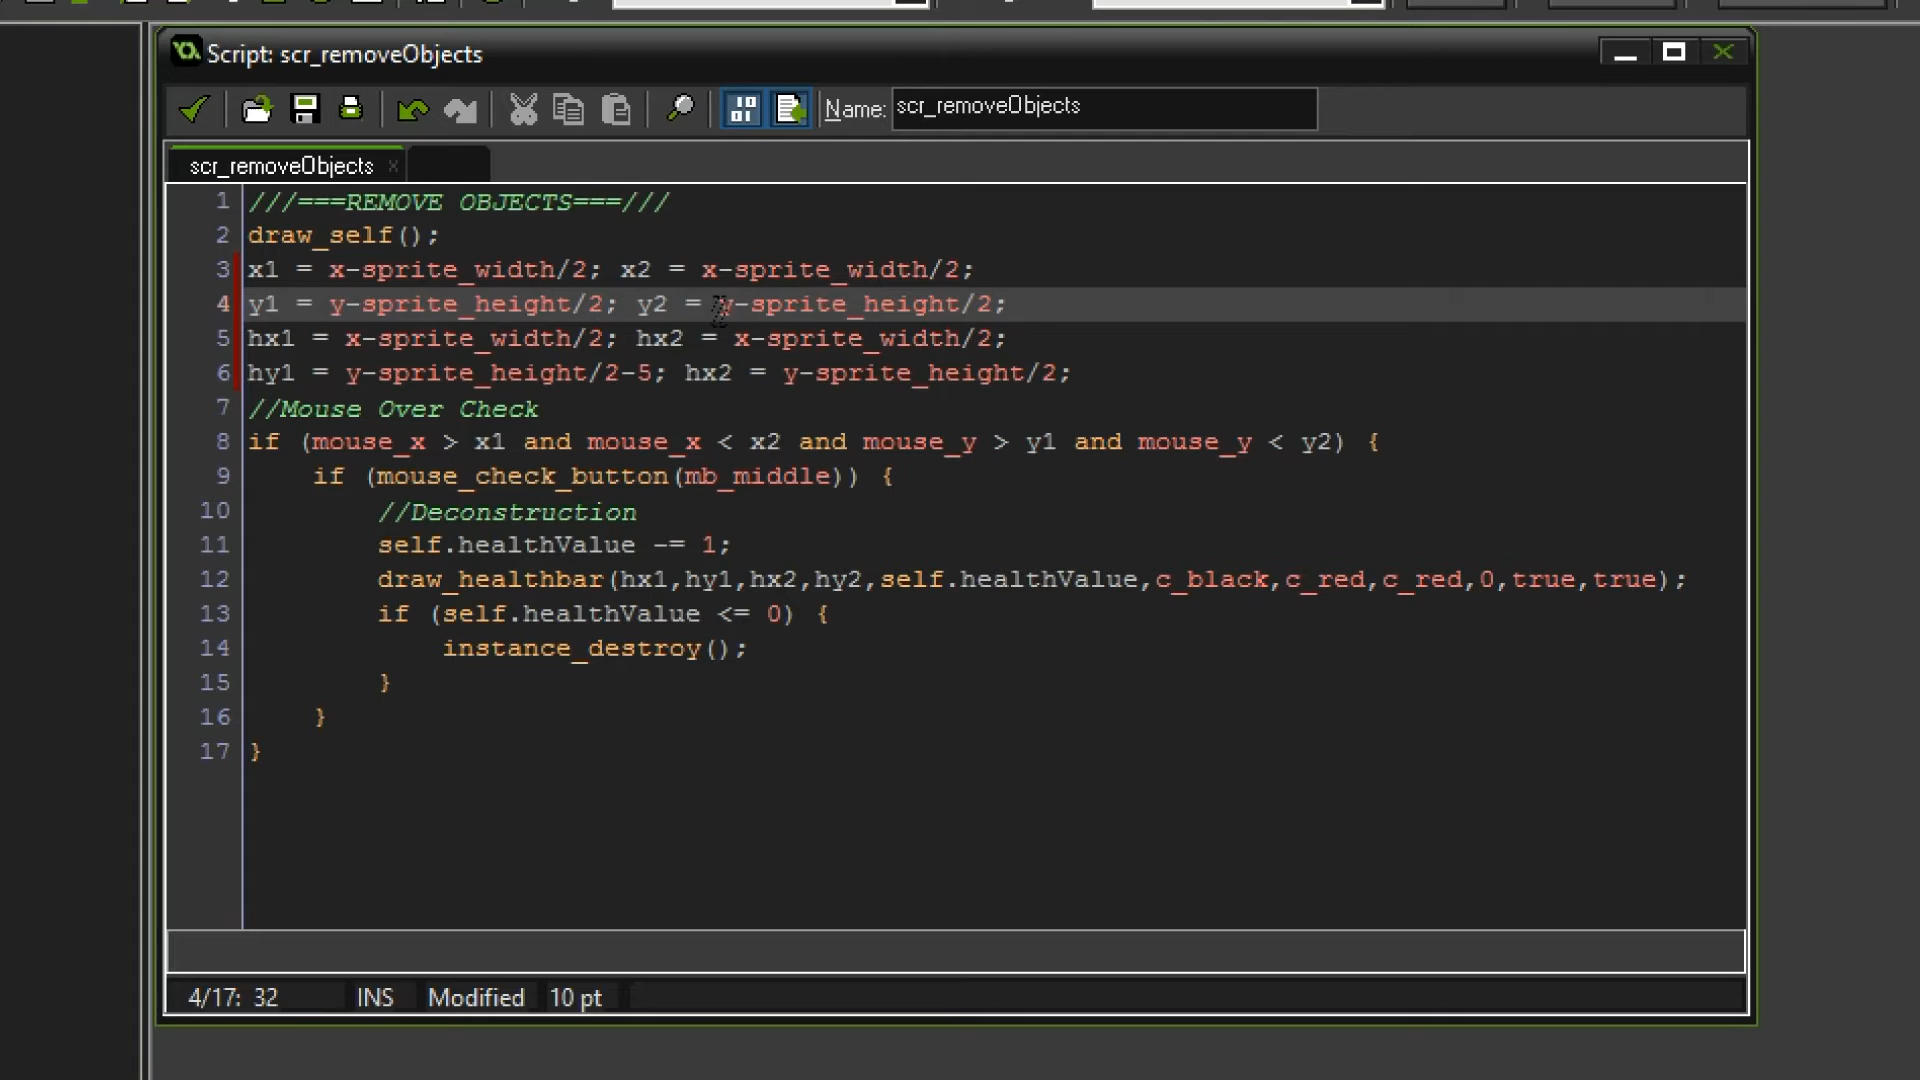 Script: scr_removeObjects
Name: scr_removeObjects
scr_removeObjects x
1 ///===REMOVE OBJECTS===///
2 draw_self();
3 x1 = x-sprite_width/2; x2 = x-sprite_width/2;
4 y1 = y-sprite_height/2; y2 = y-sprite_height/2;
5 hx1 = x-sprite_width/2; hx2 = x-sprite_width/2;
6 hy1 = y-sprite_height/2-5; hx2 = y-sprite_height/2;
7 //Mouse Over Check
8 if (mouse_x > x1 and mouse_x < x2 and mouse_y > y1 and mouse_y < y2) {
9 if (mouse_check_button(mb_middle)) {
10 //Deconstruction
11 self.healthValue -= 1;
12 draw_healthbar(hx1,hy1,hx2,hy2,self.healthValue,c_black,c_red,c_red,0,true,true);
13 if (self.healthValue <= 0) {
14 instance_destroy();
15 }
16 }
17 }
4/17: 32 INS Modified 10 pt